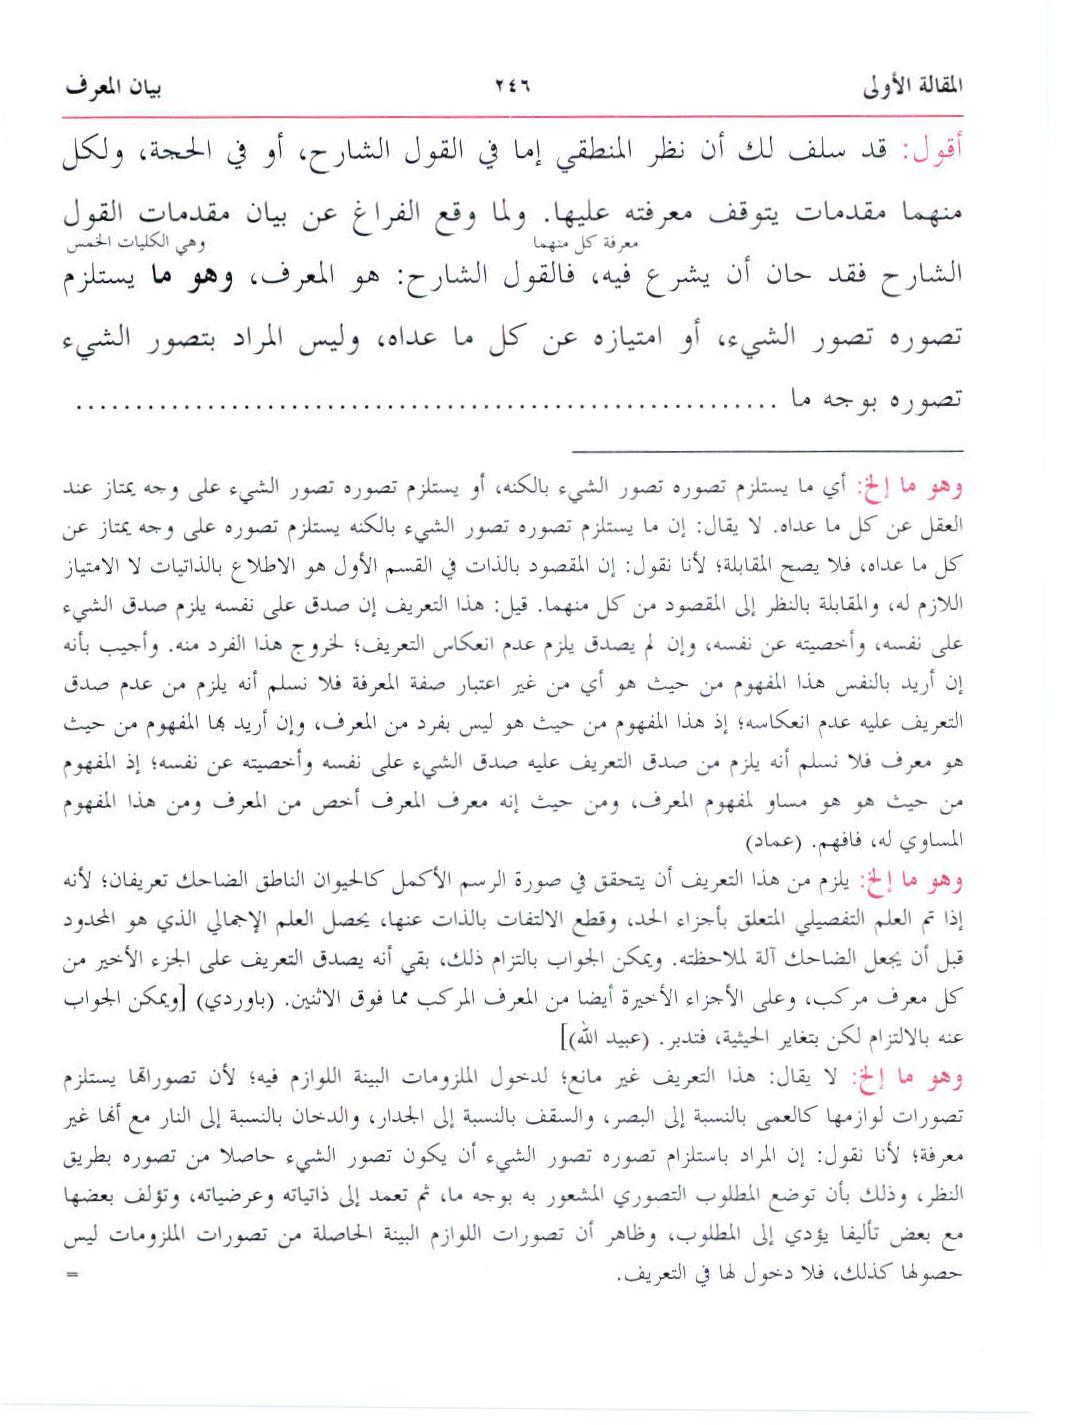 المقالة الأولى ٢٤٦ بيان المعرف
أقول: قد سلف لك أن نظر المنطقي إما في القول الشارح، أو في الحجة، ولكل
منهما مقدمات يتوقف معرفته عليها. ولما وقع الفراغ عن بيان مقدمات القول
معرفة كل منهما وهي الكليات الخمس
الشارح فقد حان أن يشرع فيه، فالقول الشارح: هو المعرف، وهو ما يستلزم
تصوره تصور الشيء، أو امتيازه عن كل ما عداه، وليس المراد بتصور الشيء
تصوره بوجه ما ............................................................
وهو ما إلخ: أي ما يستلزم تصوره تصور الشيء بالكنه، أو يستلزم تصوره تصور الشيء على وجه يمتاز عند
العقل عن كل ما عداه. لا يقال: إن ما يستلزم تصوره تصور الشيء بالكنه يستلزم تصوره على وجه يمتاز عن
كل ما عداه، فلا يصح المقابلة؛ لأنا نقول: إن المقصود بالذات في القسم الأول هو الاطلاع بالذاتيات لا الامتياز
اللازم له، والمقابلة بالنظر إلى المقصود من كل منهما. قيل: هذا التعريف إن صدق على نفسه يلزم صدق الشيء
على نفسه، وأخصيته عن نفسه، وإن لم يصدق يلزم عدم انعكاس التعريف؛ لخروج هذا الفرد منه. وأجيب بأنه
إن أريد بالنفس هذا المفهوم من حيث هو أي من غير اعتبار صفة المعرفة فلا نسلم أنه يلزم من عدم صدق
التعريف عليه عدم انعكاسه؛ إذ هذا المفهوم من حيث هو ليس بفرد من المعرف، وإن أريد بها المفهوم من حيث
هو معرف فلا نسلم أنه يلزم من صدق التعريف عليه صدق الشيء على نفسه وأخصيته عن نفسه؛ إذ المفهوم
من حيث هو هو مساو لمفهوم المعرف، ومن حيث إنه معرف المعرف أخص من المعرف ومن هذا المفهوم
المساوي له، فافهم. (عماد)
وهو ما إلخ: يلزم من هذا التعريف أن يتحقق في صورة الرسم الأكمل كالحيوان الناطق الضاحك تعريفان؛ لأنه
إذا تم العلم التفصيلي المتعلق بأجزاء الحد، وقطع الالتفات بالذات عنها، يحصل العلم الإجمالي الذي هو المحدود
قبل أن يجعل الضاحك آلة لملاحظته. ويمكن الجواب بالتزام ذلك، بقي أنه يصدق التعريف على الجزء الأخير من
كل معرف مركب، وعلى الأجزاء الأخيرة أيضا من المعرف المركب مما فوق الاثنين. (باوردي) [ويمكن الجواب
عنه بالالتزام لكن بتغاير الحيثية، فتدبر. (عبيد الله)]
وهو ما إلخ: لا يقال: هذا التعريف غير مانع؛ لدخول الملزومات البينة اللوازم فيه؛ لأن تصوراتها يستلزم
تصورات لوازمها كالعمى بالنسبة إلى البصر، والسقف بالنسبة إلى الجدار، والدخان بالنسبة إلى النار مع أنها غير
معرفة؛ لأنا نقول: إن المراد باستلزام تصوره تصور الشيء أن يكون تصور الشيء حاصلا من تصوره بطريق
النظر، وذلك بأن توضع المطلوب التصوري المشعور به بوجه ما، ثم تعمد إلى ذاتياته وعرضياته، وتؤلف بعضها
مع بعض تأليفا يؤدي إلى المطلوب، وظاهر أن تصورات اللوازم البينة الحاصلة من تصورات الملزومات ليس
حصولها كذلك، فلا دخول لها في التعريف. =